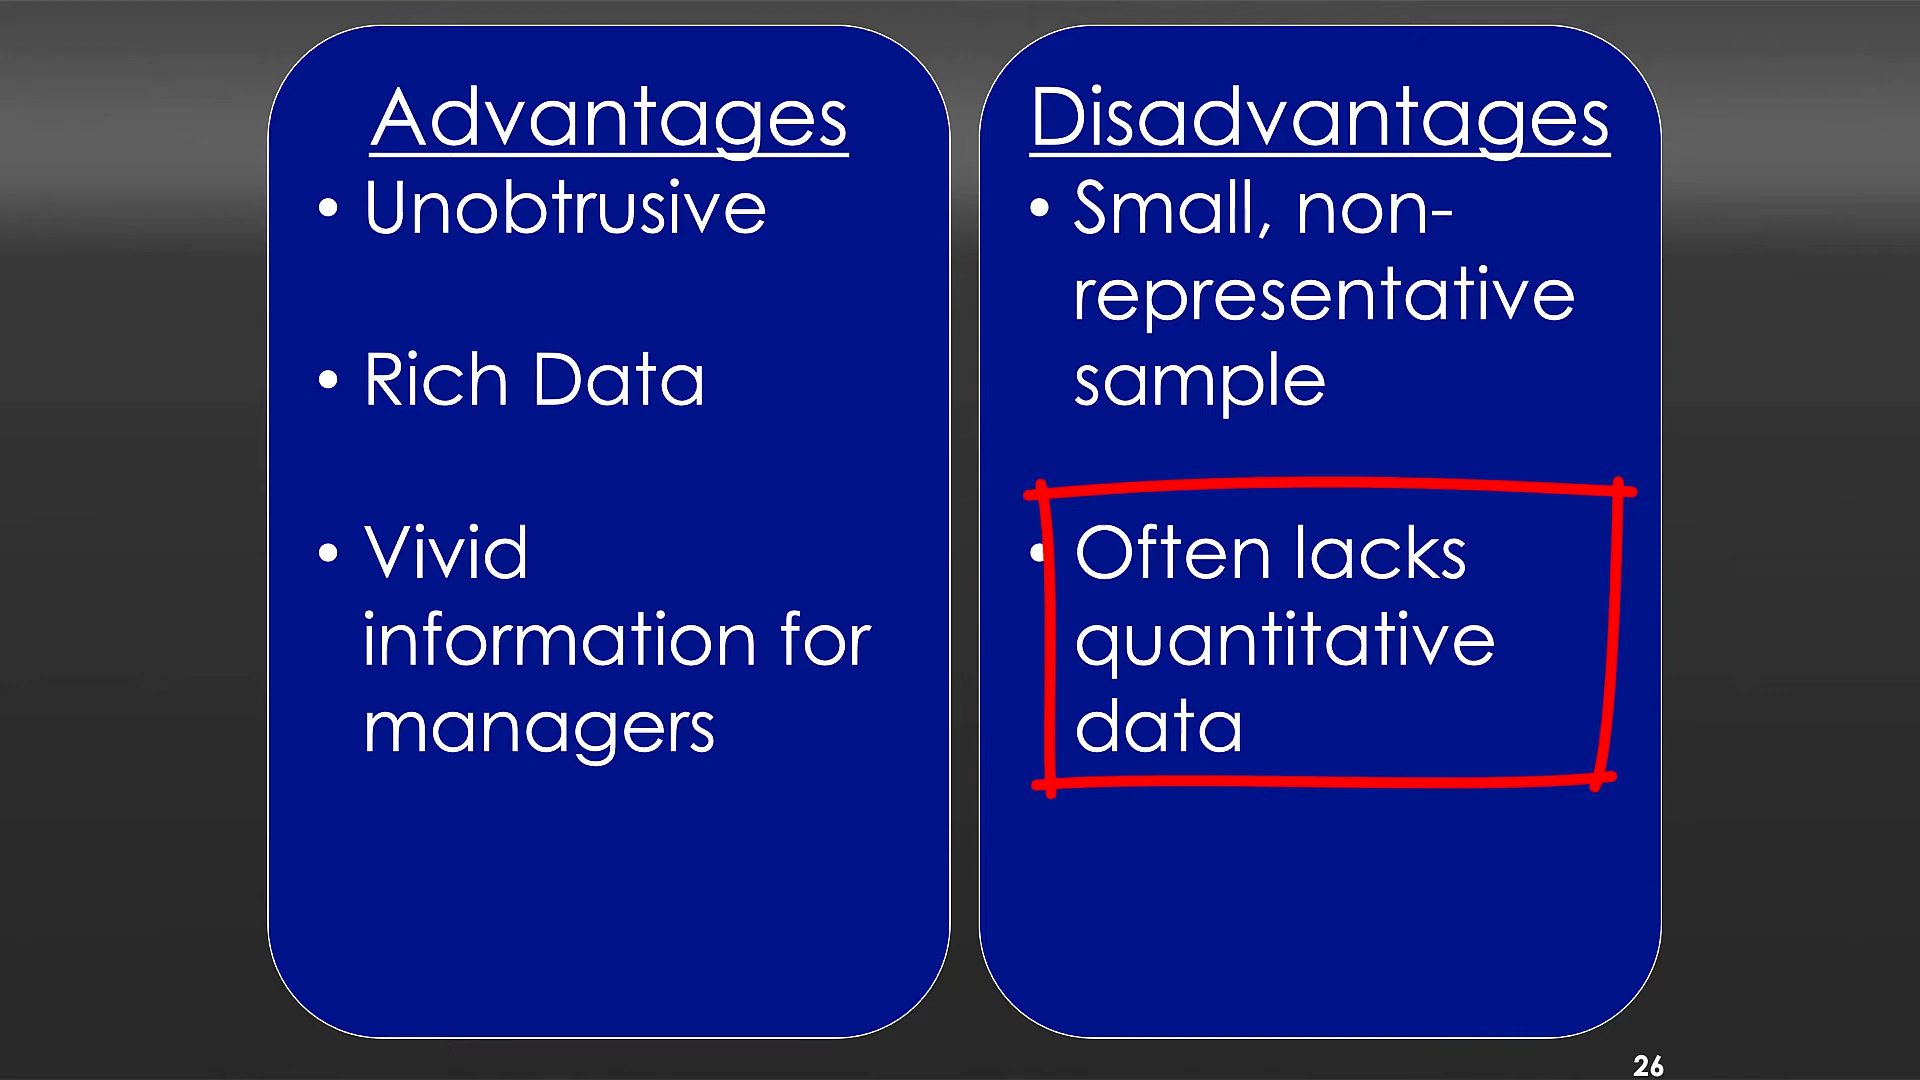 Advantages
• Unobtrusive
• Rich Data
• Vivid
information for
managers
Disadvantages
• Small, non-
representative
sample
• Often lacks
quantitative
data
26